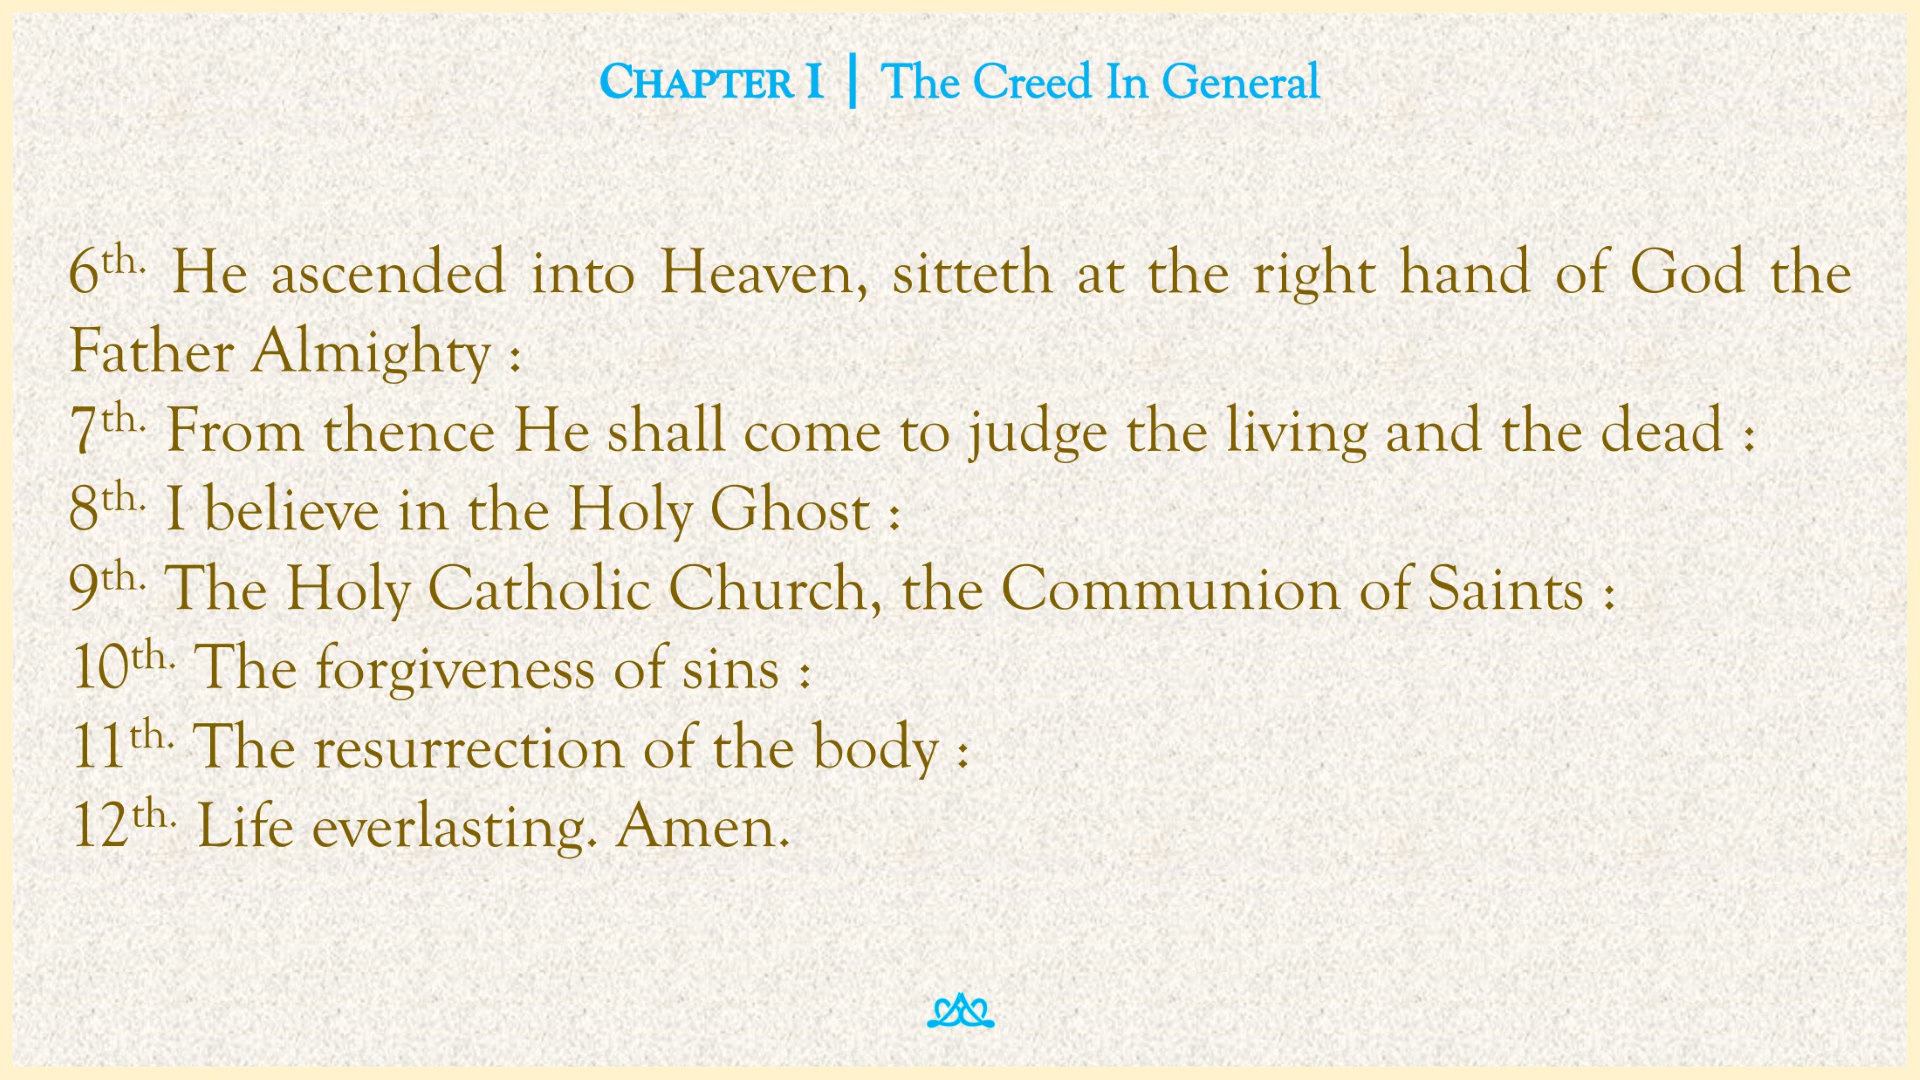 CHAPTER I | The Creed In General
6th. He ascended into Heaven, sitteth at the right hand of God the
Father Almighty :
7th. From thence He shall come to judge the living and the dead :
8th. I believe in the Holy Ghost :
9th. The Holy Catholic Church, the Communion of Saints :
10th. The forgiveness of sins :
11th. The resurrection of the body :
12th. Life everlasting. Amen.